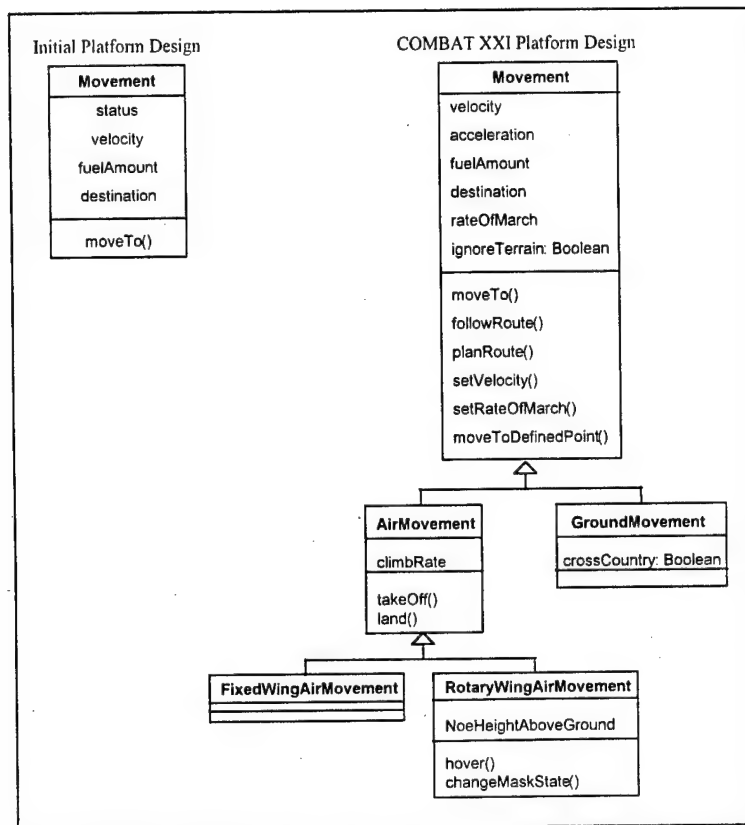 Initial Platform Design
Movement
status
velocity
fuelAmount
destination
moveTo()
COMBAT XXI Platform Design
Movement
velocity
acceleration
fuelAmount
destination
rateOfMarch
ignoreTerrain: Boolean
moveTo()
followRoute()
planRoute()
setVelocity()
setRateOfMarch()
moveToDefinedPoint()
AirMovement
climbRate
takeOff()
land()
GroundMovement
crossCountry: Boolean
FixedWingAirMovement
RotaryWingAirMovement
NoeHeightAboveGround
hover()
changeMaskState()